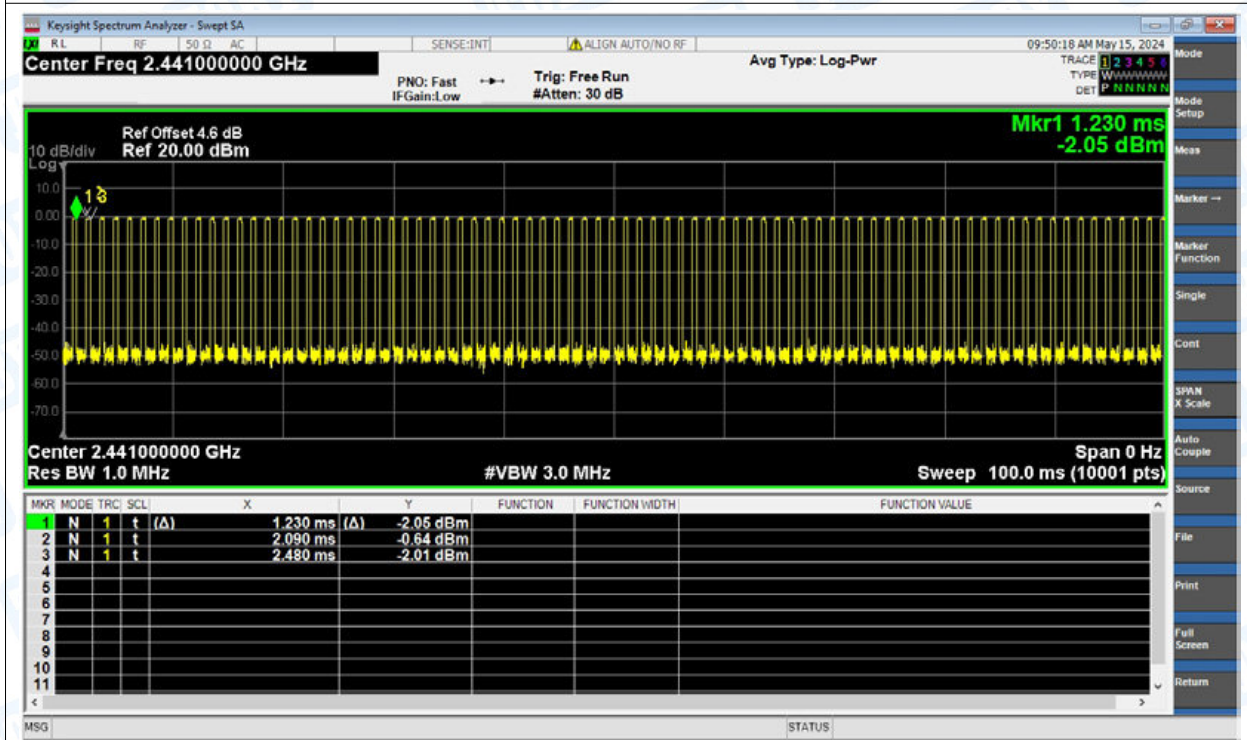 Keysight Spectrum Analyzer - Swept SA
LXI RL RF 50 Ω AC SENSE:INT ALIGN AUTO/NO RF 09:50:18 AM May 15, 2024
Center Freq 2.441000000 GHz
PNO: Fast
IFGain:Low
Trig: Free Run
#Atten: 30 dB
Avg Type: Log-Pwr
TRACE 1 2 3 4 5 6
TYPE WWWWWWW
DET P N N N N N
Ref Offset 4.6 dB
10 dB/div Ref 20.00 dBm
Log
Mkr1 1.230 ms
-2.05 dBm
10.0
0.00
-10.0
-20.0
-30.0
-40.0
-50.0
-60.0
-70.0
1 3
Center 2.441000000 GHz Span 0 Hz
Res BW 1.0 MHz #VBW 3.0 MHz Sweep 100.0 ms (10001 pts)
MKR MODE TRC SCL X Y FUNCTION FUNCTION WIDTH FUNCTION VALUE
1 N 1 t (Δ) 1.230 ms (Δ) -2.05 dBm
2 N 1 t 2.090 ms -0.64 dBm
3 N 1 t 2.480 ms -2.01 dBm
4
5
6
7
8
9
10
11
MSG STATUS
Mode
Mode
Setup
Meas
Marker →
Marker
Function
Single
Cont
SPAN
X Scale
Auto
Couple
Source
File
Print
Full
Screen
Return